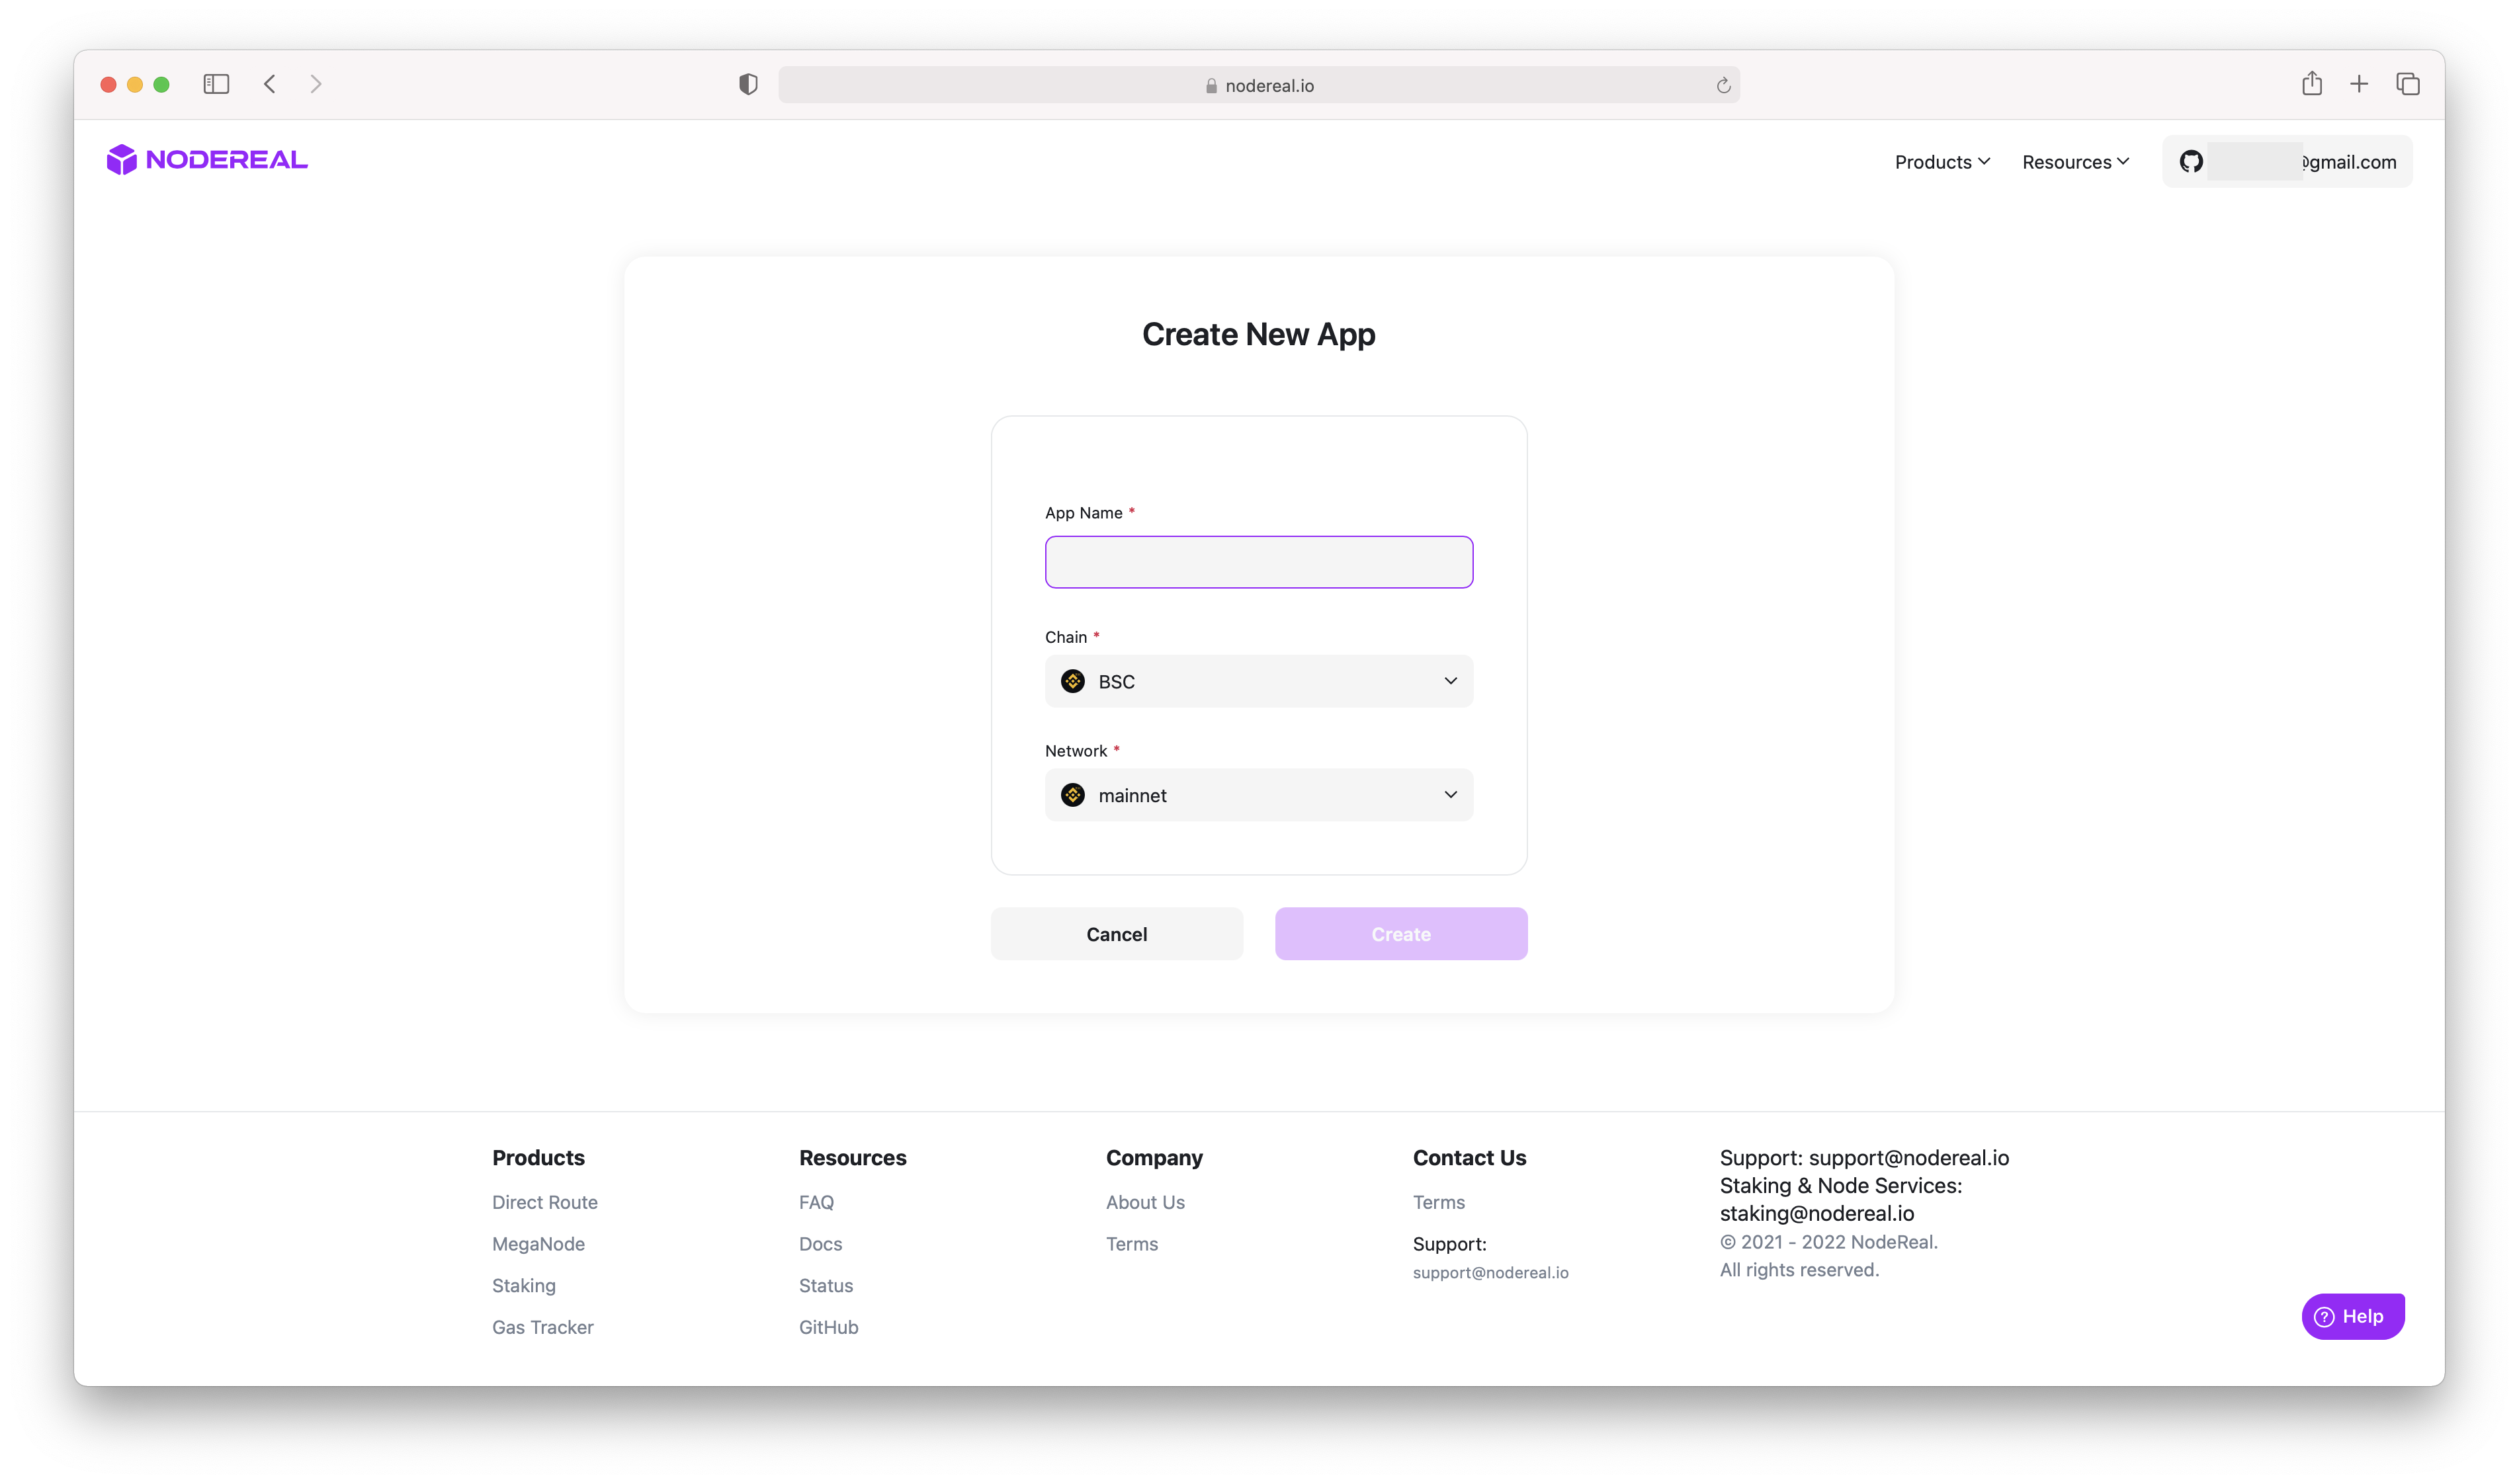 nodereal.io
NODEREAL
Products
Resources
@gmail.com
Create New App
App Name *
Chain *
BSC
Network *
mainnet
Cancel
Create
Products
Direct Route
MegaNode
Staking
Gas Tracker
Resources
FAQ
Docs
Status
GitHub
Company
About Us
Terms
Contact Us
Terms
Support:
support@nodereal.io
Support: support@nodereal.io
Staking & Node Services:
staking@nodereal.io
© 2021 - 2022 NodeReal.
All rights reserved.
? Help